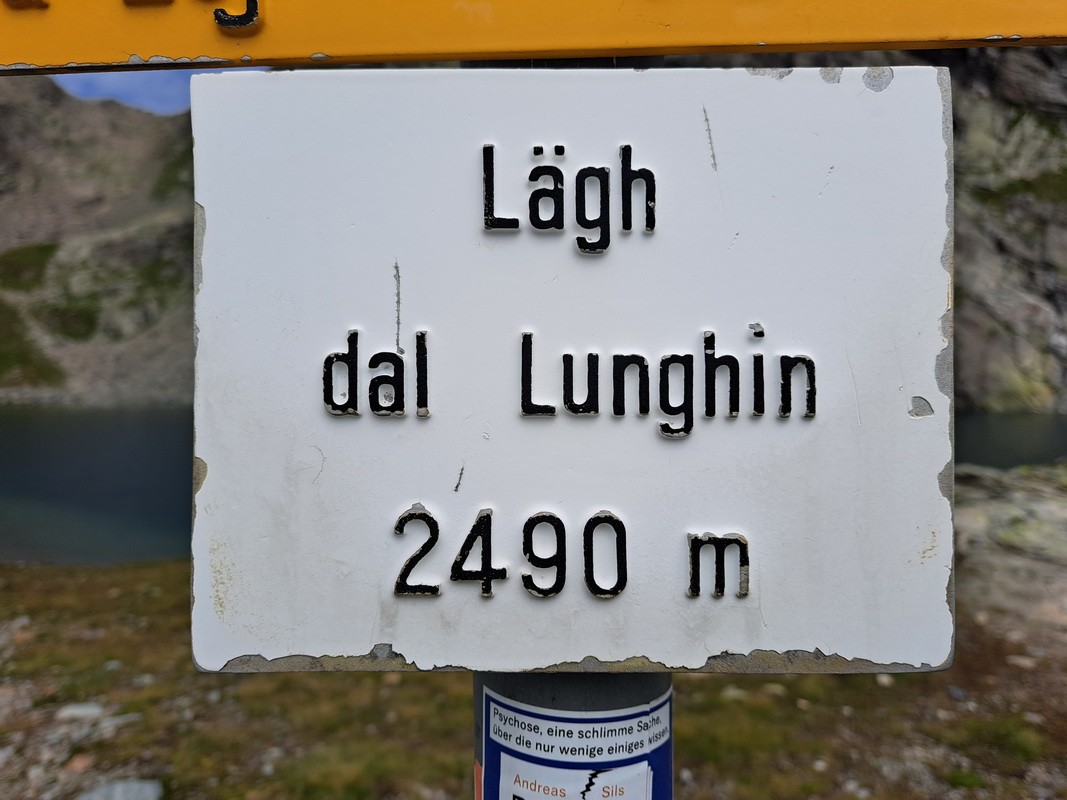 Lägh
dal Lunghin
2490 m
Psychose, eine schlimme Sache,
über die nur wenige einiges wissen.
Andreas Sils